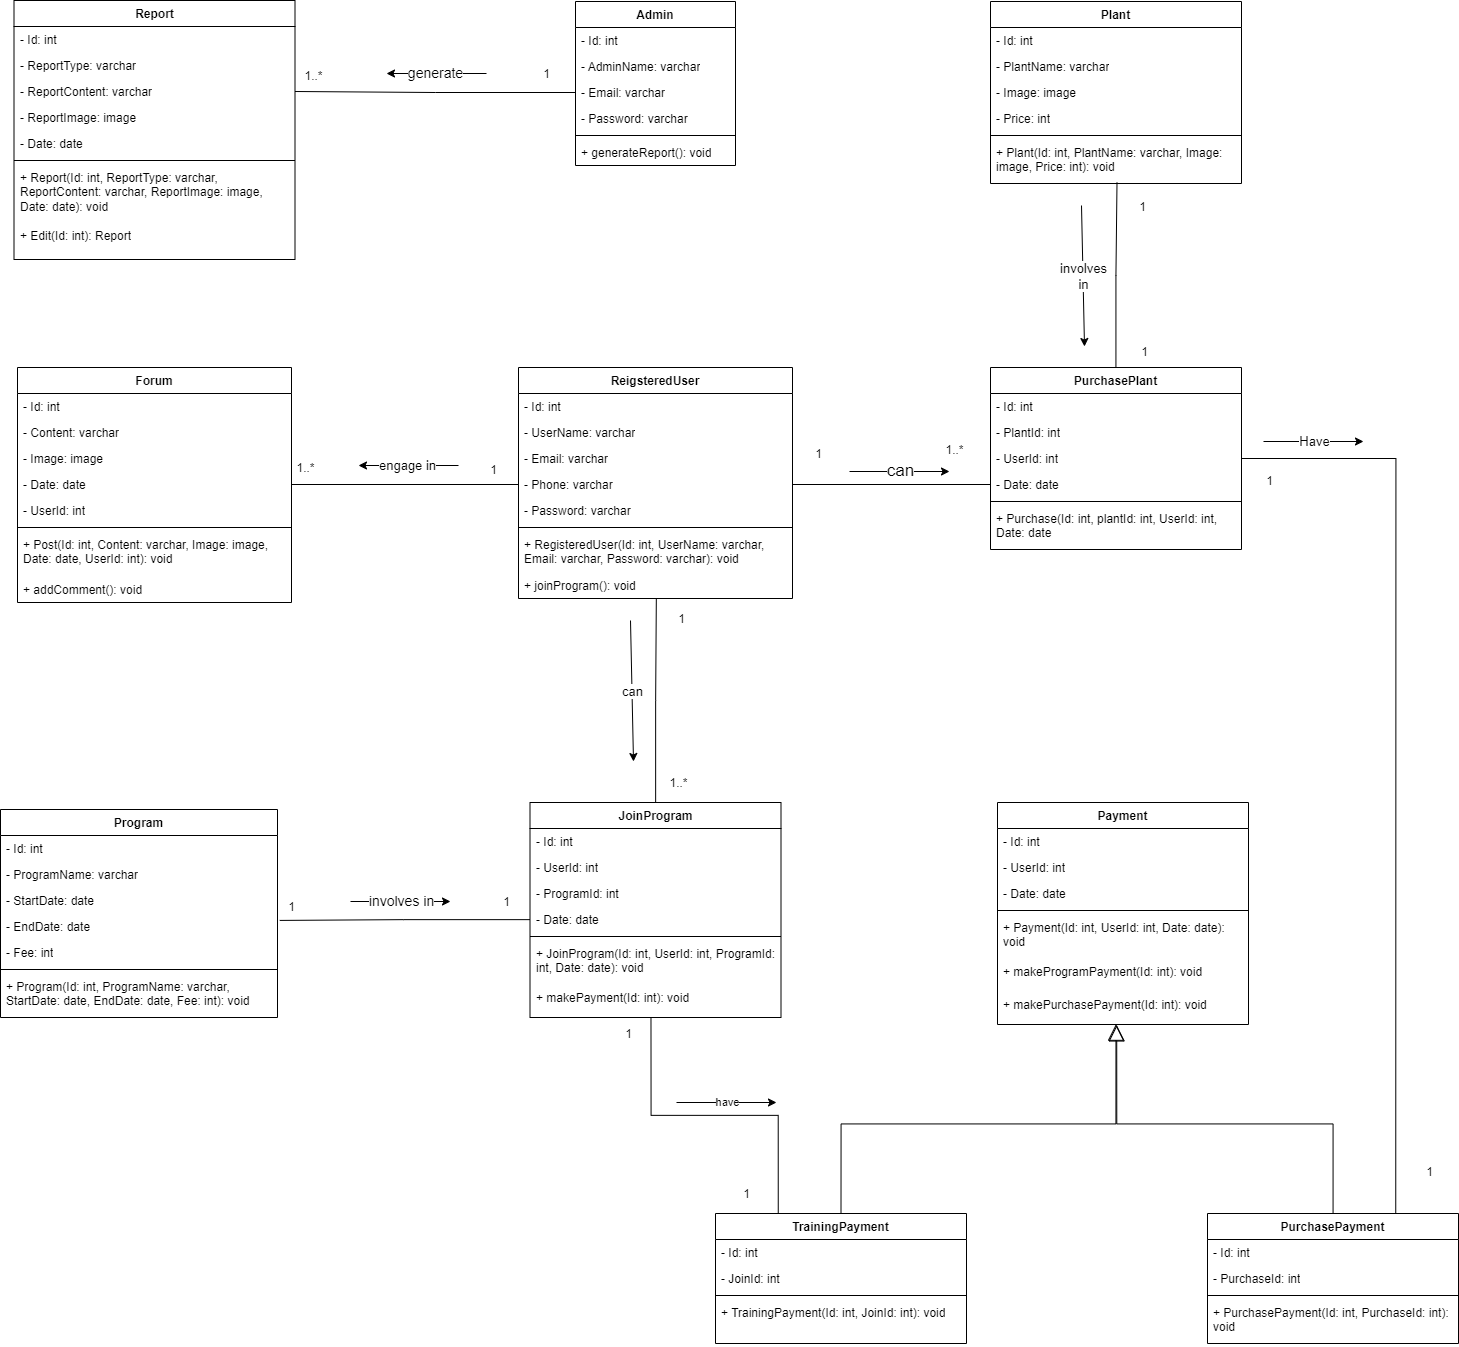 Report
- Id: int
- ReportType: varchar
- ReportContent: varchar
- ReportImage: image
- Date: date
+ Report(Id: int, ReportType: varchar,
ReportContent: varchar, ReportImage: image,
Date: date): void
+ Edit(Id: int): Report
1..*
generate
1
Admin
- Id: int
- AdminName: varchar
- Email: varchar
- Password: varchar
+ generateReport(): void
Plant
- Id: int
- PlantName: varchar
- Image: image
- Price: int
+ Plant(Id: int, PlantName: varchar, Image:
image, Price: int): void
1
involves
in
1
Forum
- Id: int
- Content: varchar
- Image: image
- Date: date
- UserId: int
+ Post(Id: int, Content: varchar, Image: image,
Date: date, UserId: int): void
+ addComment(): void
1..*
engage in
1
ReigsteredUser
- Id: int
- UserName: varchar
- Email: varchar
- Phone: varchar
- Password: varchar
+ RegisteredUser(Id: int, UserName: varchar,
Email: varchar, Password: varchar): void
+ joinProgram(): void
1
can
1..*
PurchasePlant
- Id: int
- PlantId: int
- UserId: int
- Date: date
+ Purchase(Id: int, plantId: int, UserId: int,
Date: date
Have
1
1
can
1..*
Program
- Id: int
- ProgramName: varchar
- StartDate: date
- EndDate: date
- Fee: int
+ Program(Id: int, ProgramName: varchar,
StartDate: date, EndDate: date, Fee: int): void
1
involves in
1
JoinProgram
- Id: int
- UserId: int
- ProgramId: int
- Date: date
+ JoinProgram(Id: int, UserId: int, ProgramId:
int, Date: date): void
+ makePayment(Id: int): void
Payment
- Id: int
- UserId: int
- Date: date
+ Payment(Id: int, UserId: int, Date: date):
void
+ makeProgramPayment(Id: int): void
+ makePurchasePayment(Id: int): void
1
have
1
1
TrainingPayment
- Id: int
- JoinId: int
+ TrainingPayment(Id: int, JoinId: int): void
PurchasePayment
- Id: int
- PurchaseId: int
+ PurchasePayment(Id: int, PurchaseId: int):
void